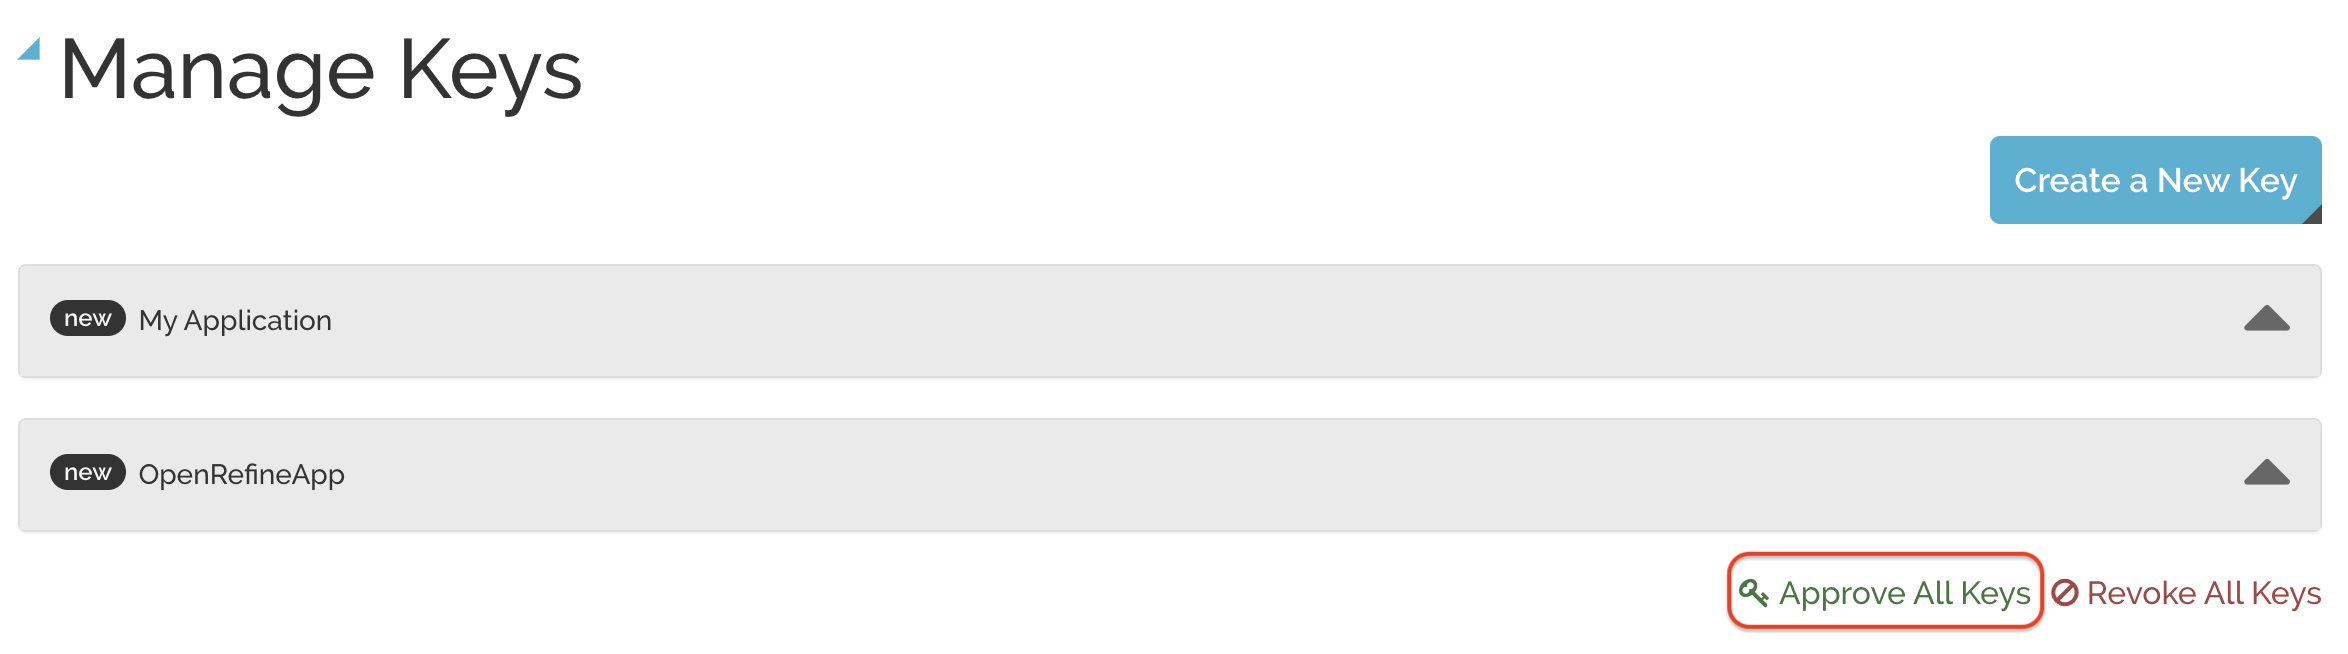 Manage Keys
Create a New Key
new My Application
new OpenRefineApp
Approve All Keys Revoke All Keys